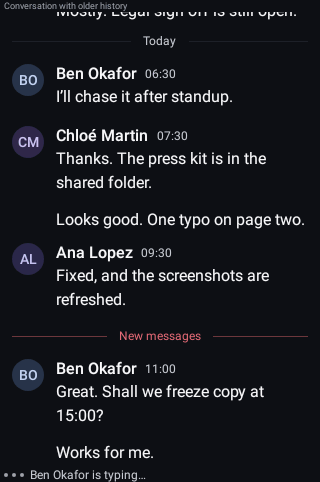 Conversation with older history
Mostly. Legal sign off is still open.
Today
BO
Ben Okafor 06:30
I'll chase it after standup.
CM
Chloé Martin 07:30
Thanks. The press kit is in the
shared folder.
Looks good. One typo on page two.
AL
Ana Lopez 09:30
Fixed, and the screenshots are
refreshed.
New messages
BO
Ben Okafor 11:00
Great. Shall we freeze copy at
15:00?
Works for me.
Ben Okafor is typing…